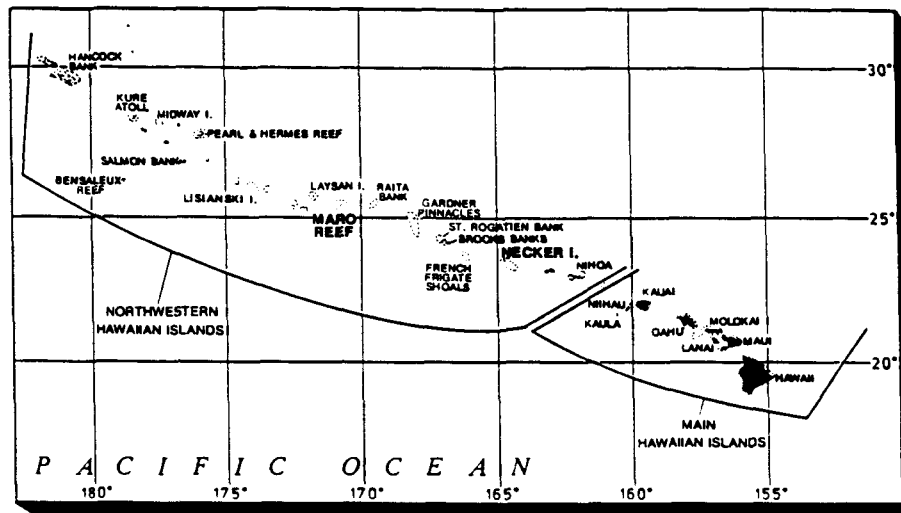 HANCOCK
BANK
30°
KURE
ATOLL
MIDWAY I.
PEARL & HERMES REEF
SALMON BANK
BENSALEUX
REEF
LISIANSKI I.
LAYSAN I.
RAITA
BANK
MARO
REEF
GARDNER
PINNACLES
25°
ST. ROGATIEN BANK
BROOKS BANKS
NECKER I.
FRENCH
FRIGATE
SHOALS
NIHOA
NORTHWESTERN
HAWAIIAN ISLANDS
KAUAI
NIIHAU
KAULA
OAHU
MOLOKAI
LANAI
MAUI
20°
HAWAII
MAIN
HAWAIIAN ISLANDS
PACIFIC OCEAN
180° 175° 170° 165° 160° 155°